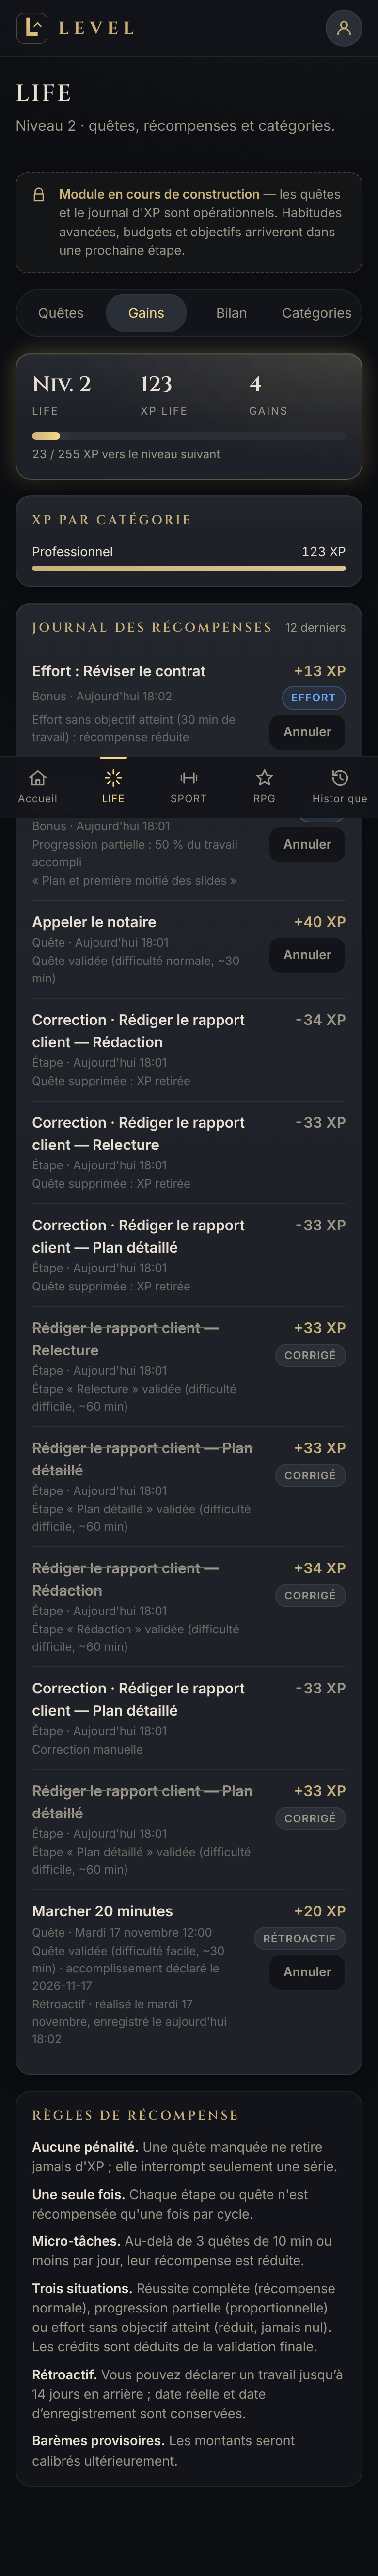 LEVEL
LIFE
Niveau 2 · quêtes, récompenses et catégories.
Module en cours de construction — les quêtes
et le journal d'XP sont opérationnels. Habitudes
avancées, budgets et objectifs arriveront dans
une prochaine étape.
Quêtes Gains Bilan Catégories
Niv. 2 123 4
LIFE XP LIFE GAINS
23 / 255 XP vers le niveau suivant
XP PAR CATÉGORIE
Professionnel 123 XP
JOURNAL DES RÉCOMPENSES 12 derniers
Effort : Réviser le contrat +13 XP
Bonus · Aujourd'hui 18:02 EFFORT
Effort sans objectif atteint (30 min de
travail) : récompense réduite
Annuler
Accueil LIFE SPORT RPG Historique
Bonus · Aujourd'hui 18:01
Progression partielle : 50 % du travail
accompli
Annuler
« Plan et première moitié des slides »
Appeler le notaire +40 XP
Quête · Aujourd'hui 18:01
Quête validée (difficulté normale, ~30
min)
Annuler
Correction · Rédiger le rapport -34 XP
client — Rédaction
Étape · Aujourd'hui 18:01
Quête supprimée : XP retirée
Correction · Rédiger le rapport -33 XP
client — Relecture
Étape · Aujourd'hui 18:01
Quête supprimée : XP retirée
Correction · Rédiger le rapport -33 XP
client — Plan détaillé
Étape · Aujourd'hui 18:01
Quête supprimée : XP retirée
Rédiger le rapport client — +33 XP
Relecture CORRIGÉ
Étape · Aujourd'hui 18:01
Étape « Relecture » validée (difficulté
difficile, ~60 min)
Rédiger le rapport client — Plan +33 XP
détaillé CORRIGÉ
Étape · Aujourd'hui 18:01
Étape « Plan détaillé » validée (difficulté
difficile, ~60 min)
Rédiger le rapport client — +34 XP
Rédaction CORRIGÉ
Étape · Aujourd'hui 18:01
Étape « Rédaction » validée (difficulté
difficile, ~60 min)
Correction · Rédiger le rapport -33 XP
client — Plan détaillé
Étape · Aujourd'hui 18:01
Correction manuelle
Rédiger le rapport client — Plan +33 XP
détaillé CORRIGÉ
Étape · Aujourd'hui 18:01
Étape « Plan détaillé » validée (difficulté
difficile, ~60 min)
Marcher 20 minutes +20 XP
Quête · Mardi 17 novembre 12:00 RÉTROACTIF
Quête validée (difficulté facile, ~30
min) · accomplissement déclaré le
2026-11-17
Annuler
Rétroactif · réalisé le mardi 17
novembre, enregistré le aujourd'hui
18:02
RÈGLES DE RÉCOMPENSE
Aucune pénalité. Une quête manquée ne retire
jamais d'XP ; elle interrompt seulement une série.
Une seule fois. Chaque étape ou quête n'est
récompensée qu'une fois par cycle.
Micro-tâches. Au-delà de 3 quêtes de 10 min ou
moins par jour, leur récompense est réduite.
Trois situations. Réussite complète (récompense
normale), progression partielle (proportionnelle)
ou effort sans objectif atteint (réduit, jamais nul).
Les crédits sont déduits de la validation finale.
Rétroactif. Vous pouvez déclarer un travail jusqu'à
14 jours en arrière ; date réelle et date
d'enregistrement sont conservées.
Barèmes provisoires. Les montants seront
calibrés ultérieurement.